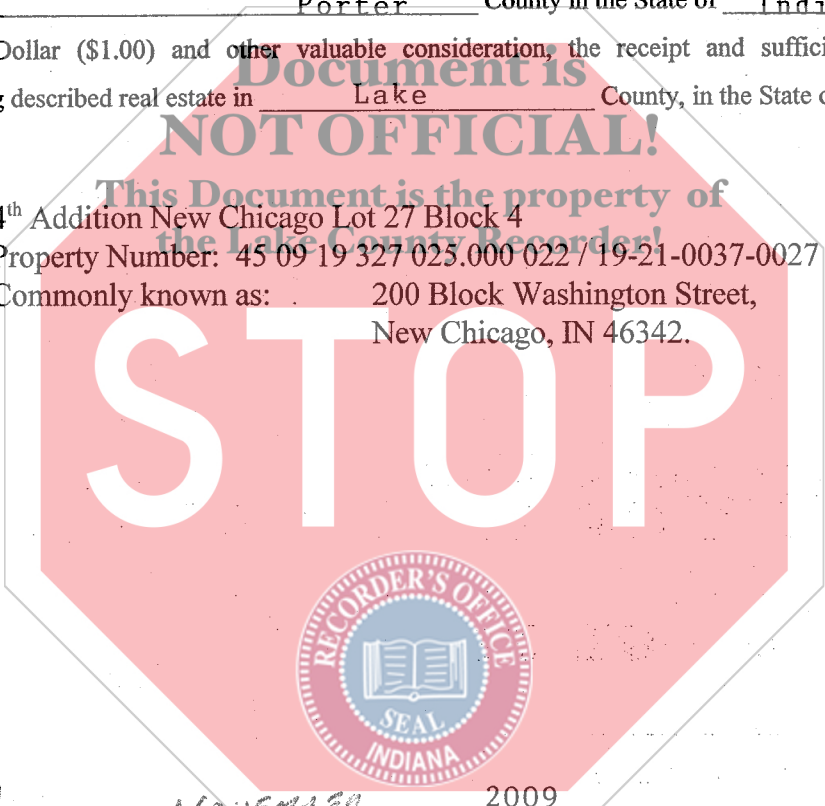 Porter County in the State of Indi
Dollar ($1.00) and other valuable consideration, the receipt and suffici
Document is
described real estate in Lake County, in the State
NOT OFFICIAL!
This Document is the property of
4th Addition New Chicago Lot 27 Block 4
the Lake County Recorder!
Property Number: 45 09 19 327 025.000 022 / 19-21-0037-0027
Commonly known as: . 200 Block Washington Street,
New Chicago, IN 46342.
STOP
RECORDER'S OFFICE
SEAL
INDIANA
November 2009